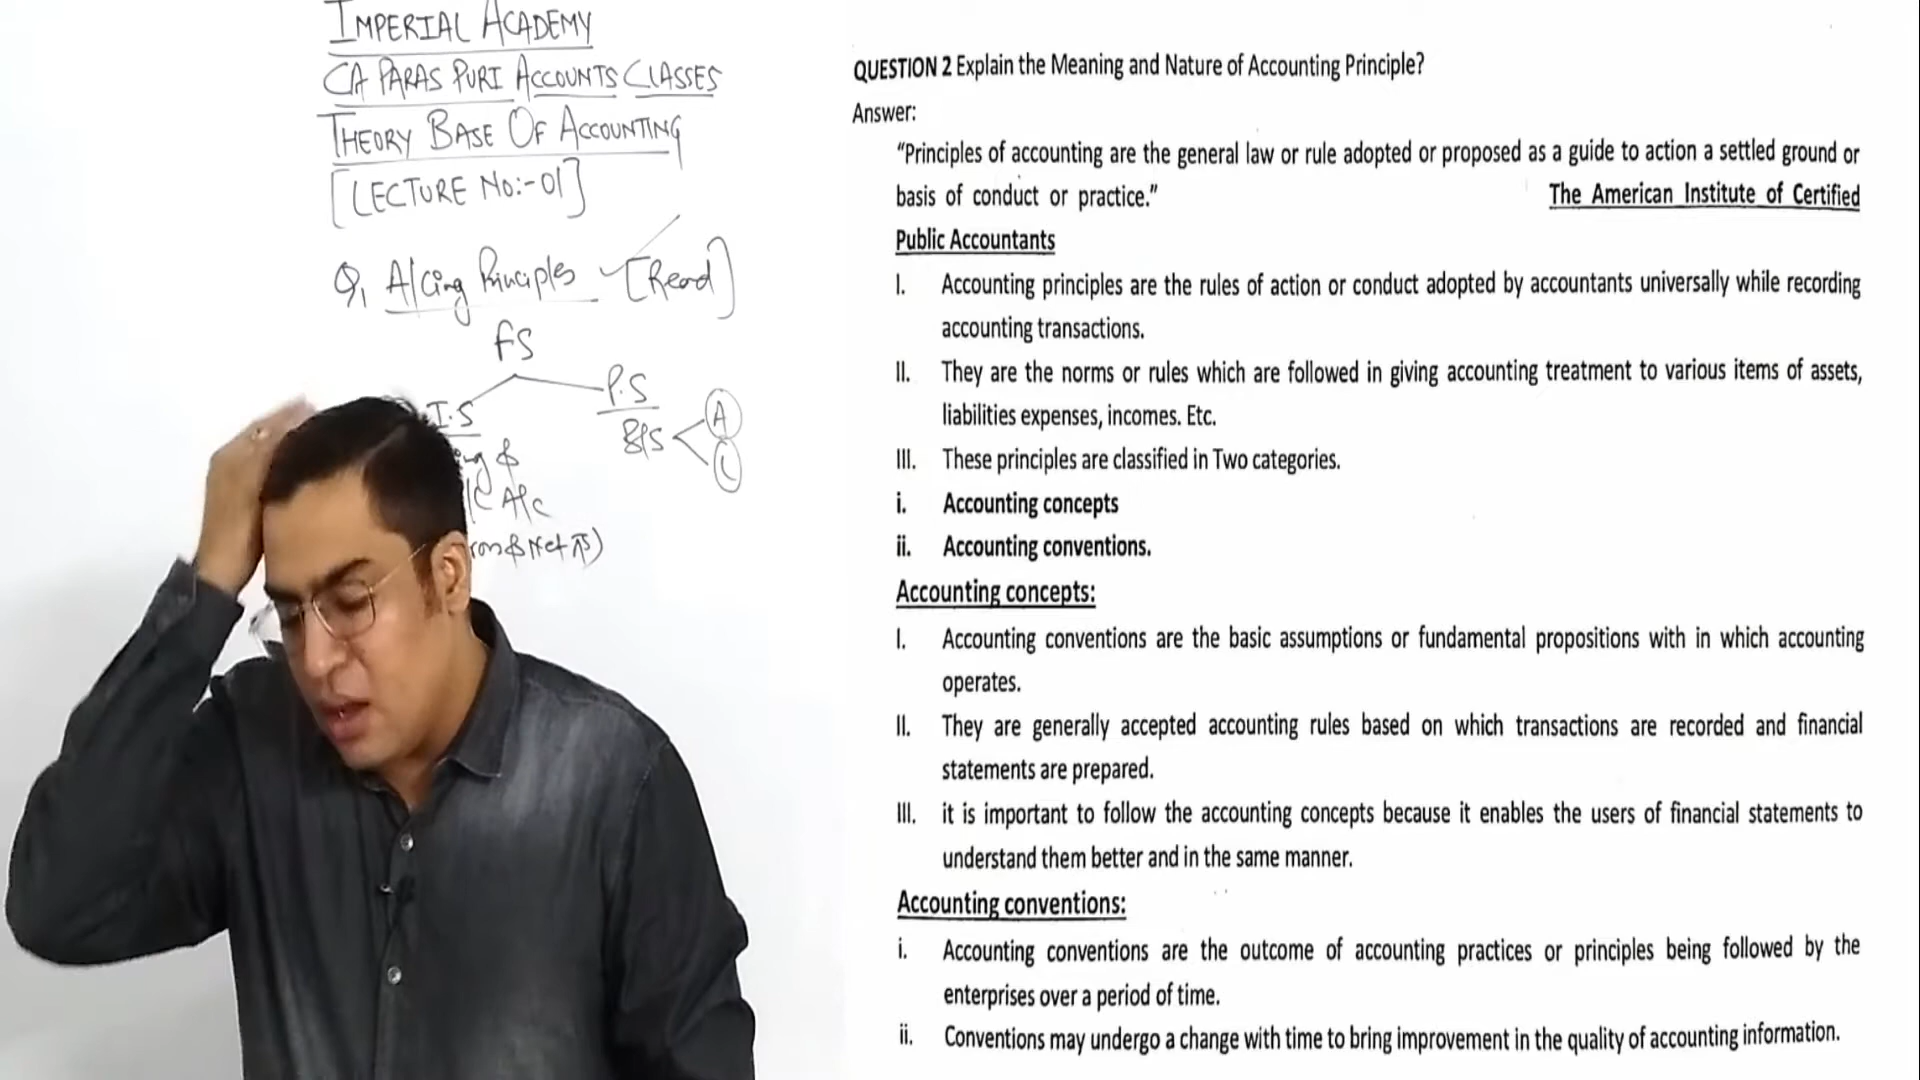 IMPERIAL ACADEMY
CA PARAS PURI ACCOUNTS CLASSES
THEORY BASE OF ACCOUNTING
[LECTURE No:-01]
Q1 A/cing Principles [Read]
FS
I.S
P.S
B/S
A
L
&
A/c
& Net
QUESTION 2 Explain the Meaning and Nature of Accounting Principle?
Answer:
“Principles of accounting are the general law or rule adopted or proposed as a guide to action a settled ground or
basis of conduct or practice.” The American Institute of Certified
Public Accountants
I. Accounting principles are the rules of action or conduct adopted by accountants universally while recording
accounting transactions.
II. They are the norms or rules which are followed in giving accounting treatment to various items of assets,
liabilities expenses, incomes. Etc.
III. These principles are classified in Two categories.
i. Accounting concepts
ii. Accounting conventions.
Accounting concepts:
I. Accounting conventions are the basic assumptions or fundamental propositions with in which accounting
operates.
II. They are generally accepted accounting rules based on which transactions are recorded and financial
statements are prepared.
III. it is important to follow the accounting concepts because it enables the users of financial statements to
understand them better and in the same manner.
Accounting conventions:
i. Accounting conventions are the outcome of accounting practices or principles being followed by the
enterprises over a period of time.
ii. Conventions may undergo a change with time to bring improvement in the quality of accounting information.